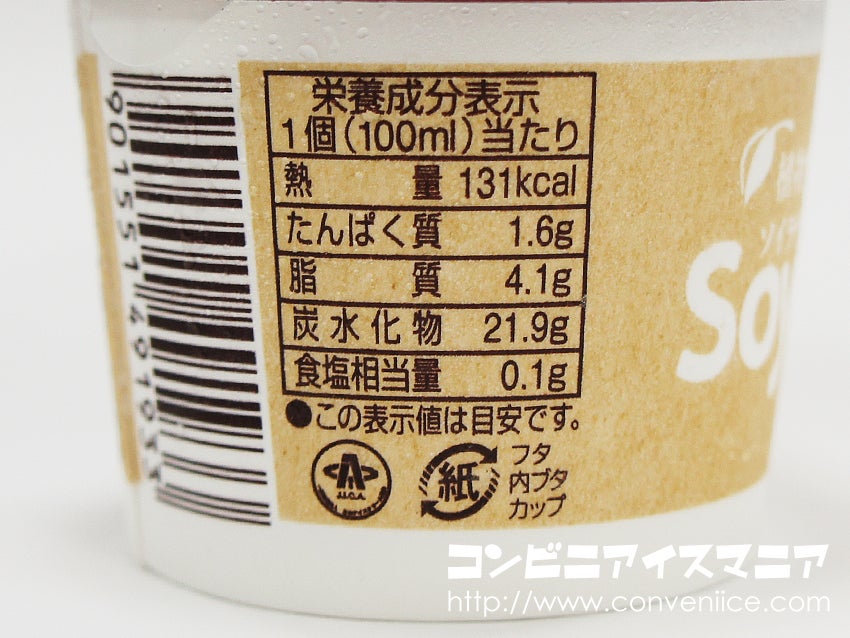 栄養成分表示
1個(100ml)当たり
熱量 131kcal
たんぱく質 1.6g
脂質 4.1g
炭水化物 21.9g
食塩相当量 0.1g
●この表示値は目安です。
紙
フタ
内ブタ
カップ
J.I.C.A.
ソイ
Soy
コンビニアイスマニア
http://www.conveniice.com/